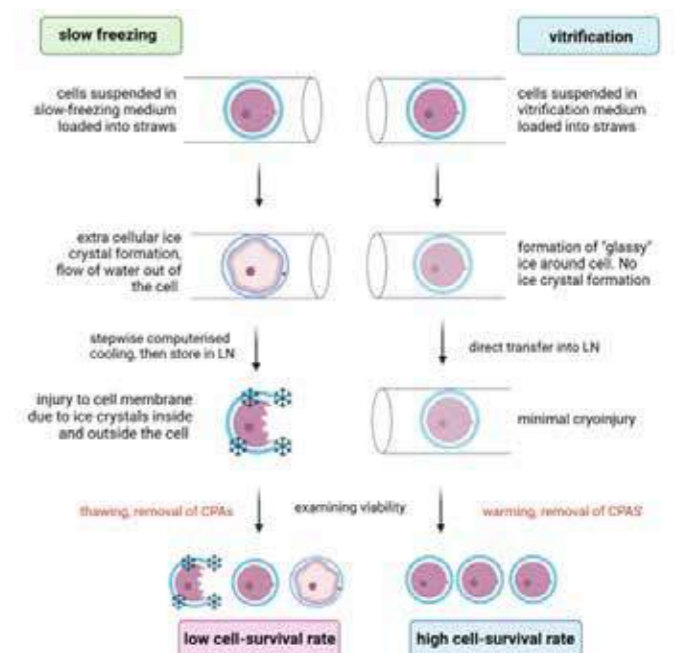 slow freezing
vitrification
cells suspended in
slow-freezing medium
loaded into straws
cells suspended in
vitrification medium
loaded into straws
extra cellular ice
crystal formation,
flow of water out of
the cell
formation of "glassy"
ice around cell. No
ice crystal formation
stepwise computerised
cooling, then store in LN
direct transfer into LN
injury to cell membrane
due to ice crystals inside
and outside the cell
minimal cryoinjury
thawing, removal of CPAs
examining viability
warming, removal of CPAS
low cell-survival rate
high cell-survival rate